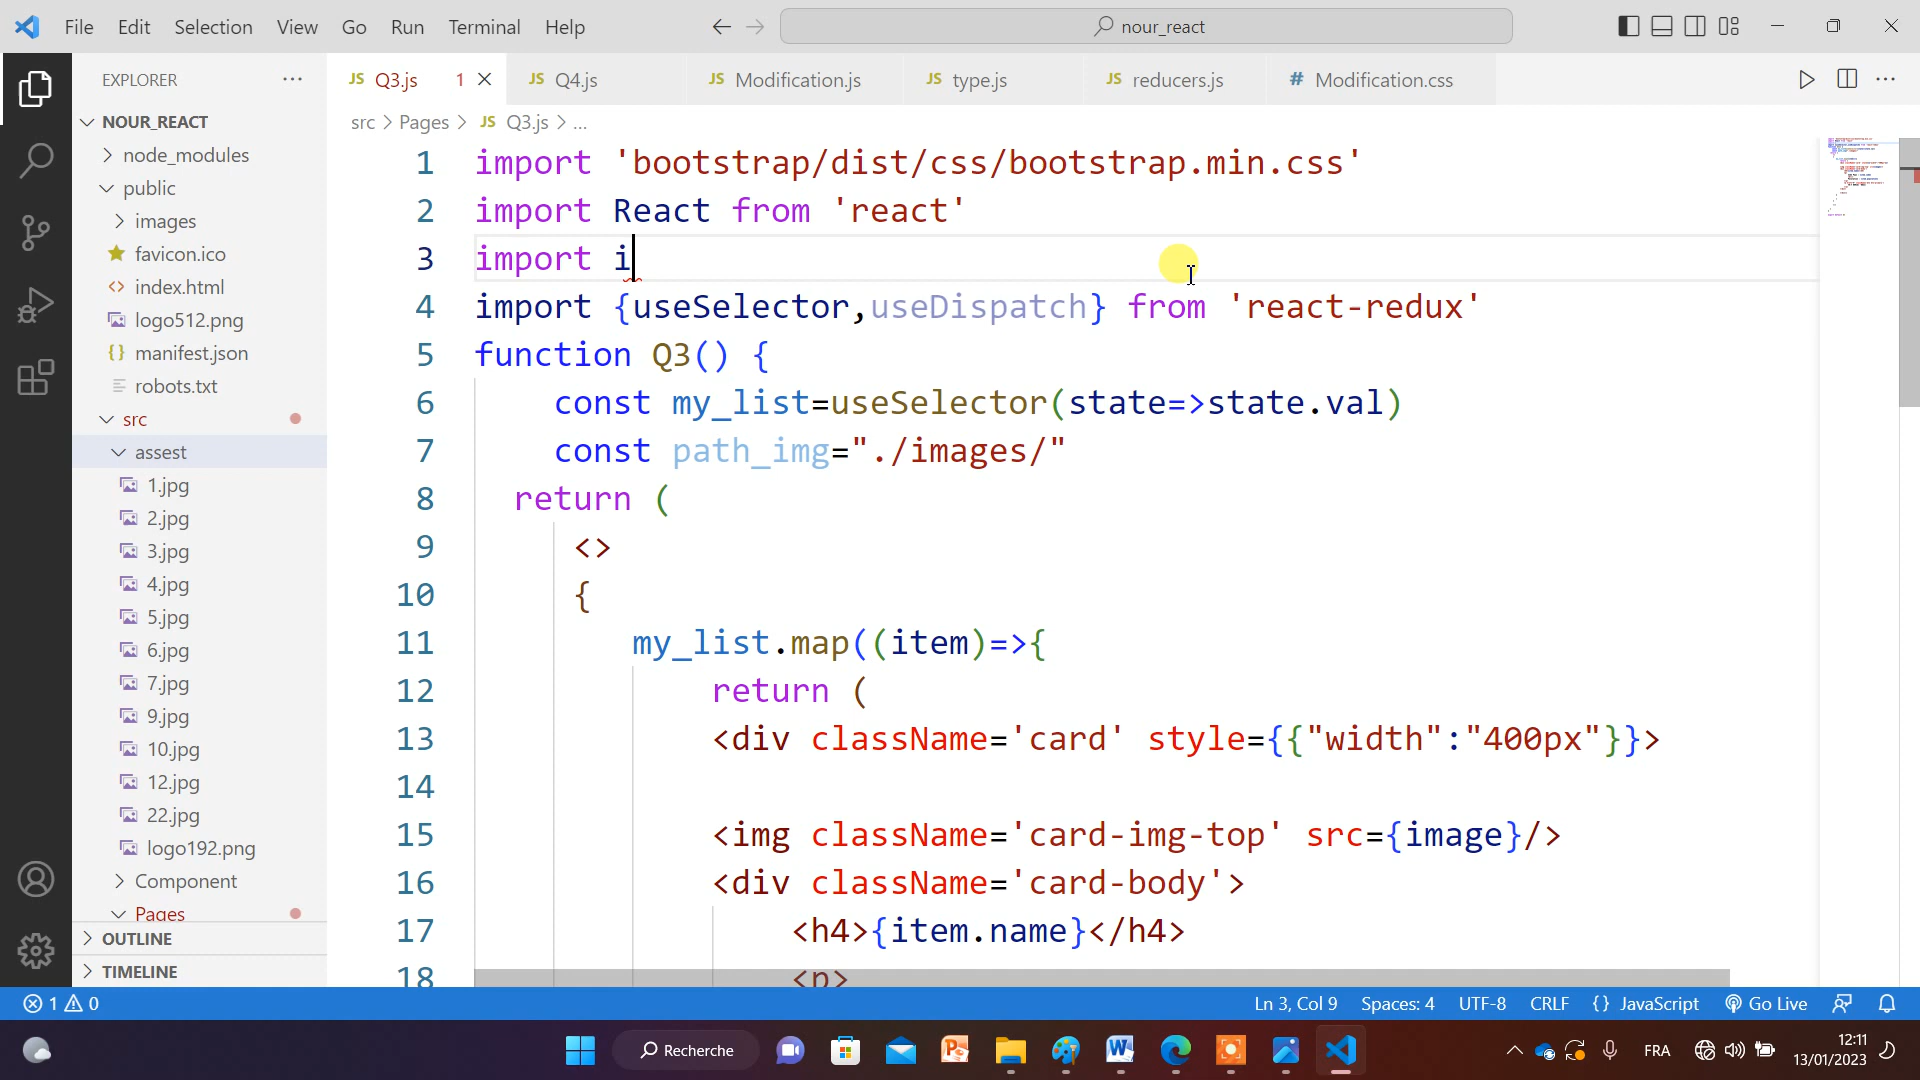 File Edit Selection View Go Run Terminal Help
nour_react
EXPLORER
NOUR_REACT
node_modules
public
images
favicon.ico
index.html
logo512.png
manifest.json
robots.txt
src
assest
1.jpg
2.jpg
3.jpg
4.jpg
5.jpg
6.jpg
7.jpg
9.jpg
10.jpg
12.jpg
22.jpg
logo192.png
Component
Pages
OUTLINE
TIMELINE
JS Q3.js 1 JS Q4.js JS Modification.js JS type.js JS reducers.js # Modification.css
src > Pages > JS Q3.js > ...
1 import 'bootstrap/dist/css/bootstrap.min.css'
2 import React from 'react'
3 import i
4 import {useSelector,useDispatch} from 'react-redux'
5 function Q3() {
6 const my_list=useSelector(state=>state.val)
7 const path_img="./images/"
8 return (
9 <>
10 {
11 my_list.map((item)=>{
12 return (
13 <div className='card' style={{"width":"400px"}}>
14
15 <img className='card-img-top' src={image}/>
16 <div className='card-body'>
17 <h4>{item.name}</h4>
18 <p>
1 0 Ln 3, Col 9 Spaces: 4 UTF-8 CRLF {} JavaScript Go Live
Recherche FRA 12:11
13/01/2023